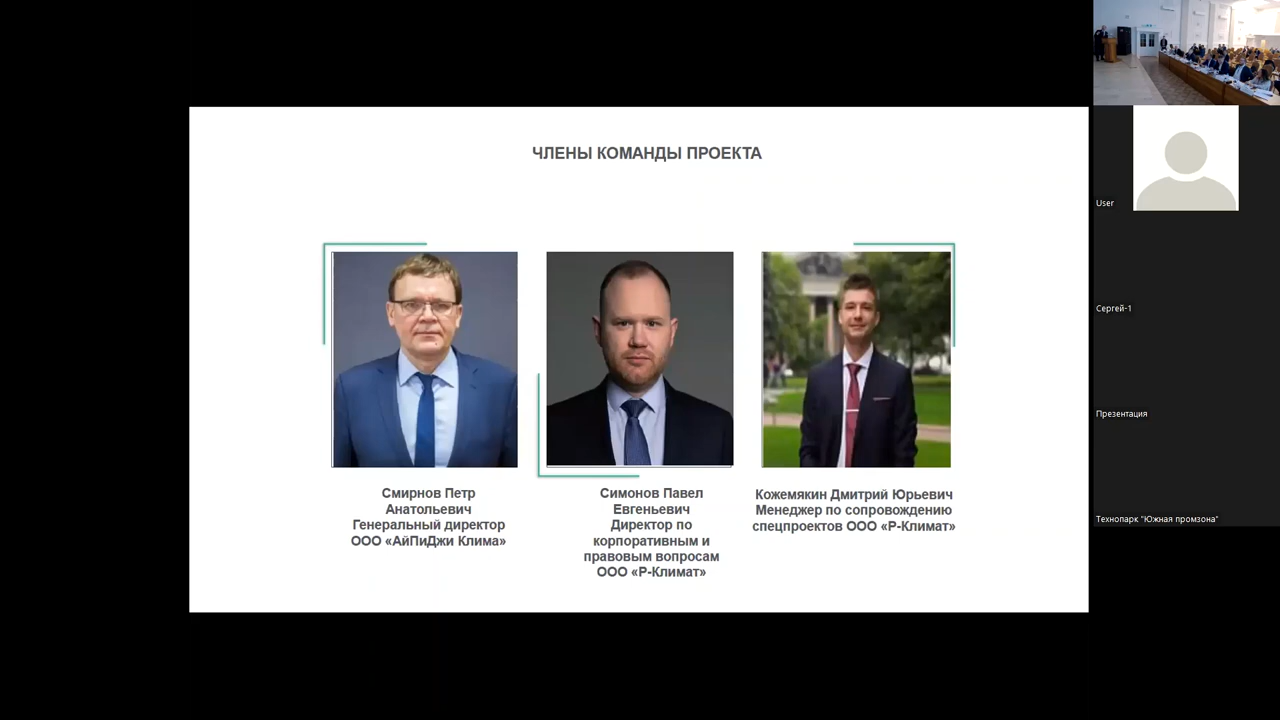 ЧЛЕНЫ КОМАНДЫ ПРОЕКТА
Смирнов Петр
Анатольевич
Генеральный директор
ООО «АйПиДжи Клима»
Симонов Павел
Евгеньевич
Директор по
корпоративным и
правовым вопросам
ООО «Р-Климат»
Кожемякин Дмитрий Юрьевич
Менеджер по сопровождению
спецпроектов ООО «Р-Климат»
User
Сергей-1
Презентация
Технопарк "Южная промзона"